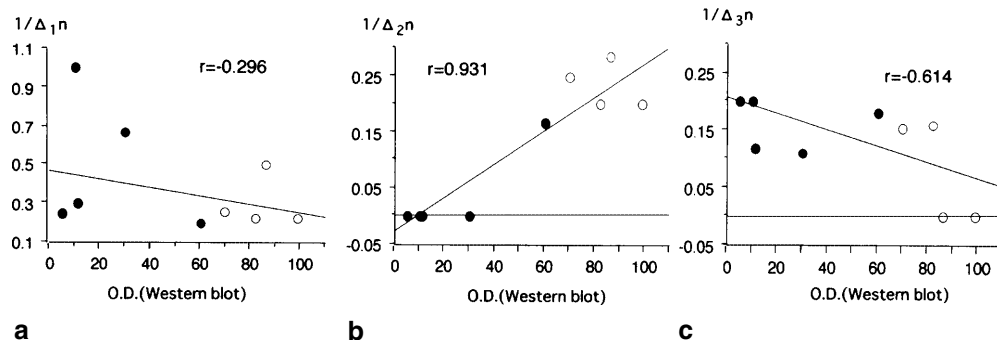 1/Δ₁n
1.1
0.9
0.7
0.5
0.3
0.1
r=-0.296
0 20 40 60 80 100
O.D.(Western blot)
a
1/Δ₂n
0.25
0.15
0.05
-0.05
r=0.931
0 20 40 60 80 100
O.D.(Western blot)
b
1/Δ₃n
0.25
0.15
0.05
-0.05
r=-0.614
0 20 40 60 80 100
O.D.(Western blot)
c